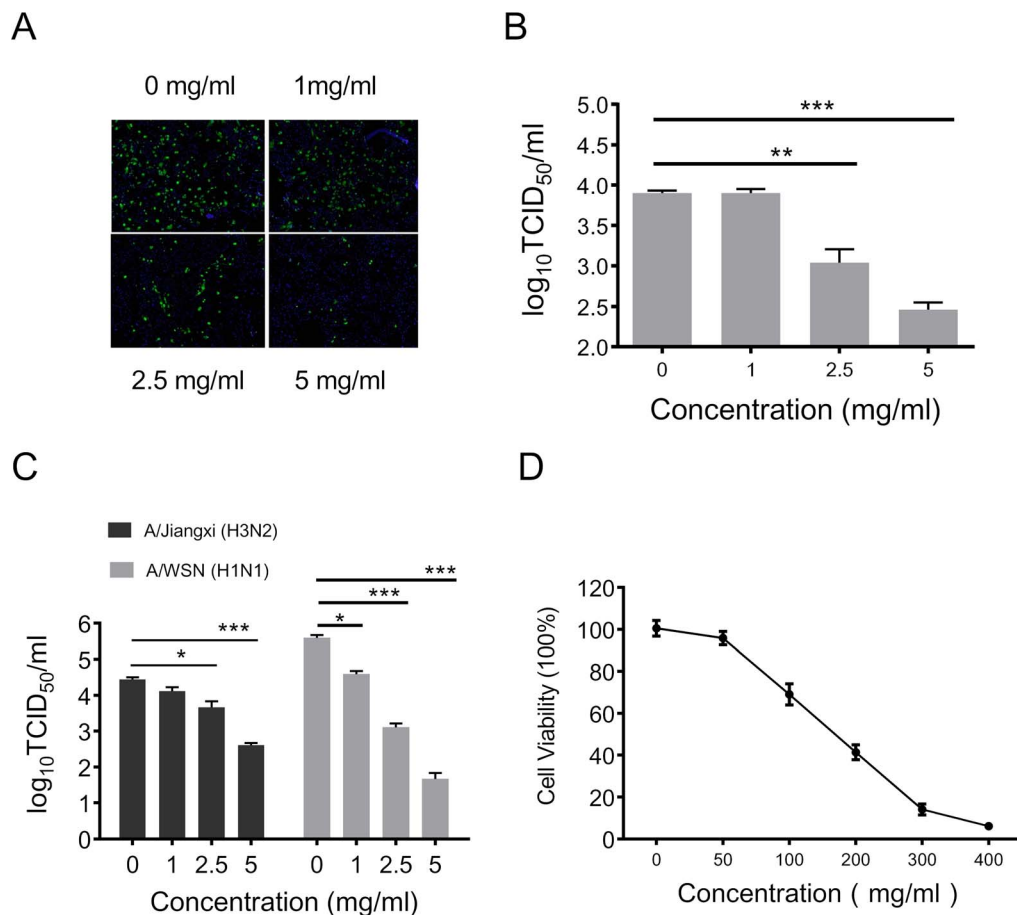 A
0 mg/ml 1mg/ml
2.5 mg/ml 5 mg/ml
B
log₁₀TCID₅₀/ml
5.0
4.5
4.0
3.5
3.0
2.5
2.0
***
**
0 1 2.5 5
Concentration (mg/ml)
C
A/Jiangxi (H3N2)
A/WSN (H1N1)
log₁₀TCID₅₀/ml
6
5
4
3
2
1
0
***
*
***
***
*
0 1 2.5 5 0 1 2.5 5
Concentration (mg/ml)
D
Cell Viability (100%)
120
100
80
60
40
20
0
0 50 100 200 300 400
Concentration ( mg/ml )